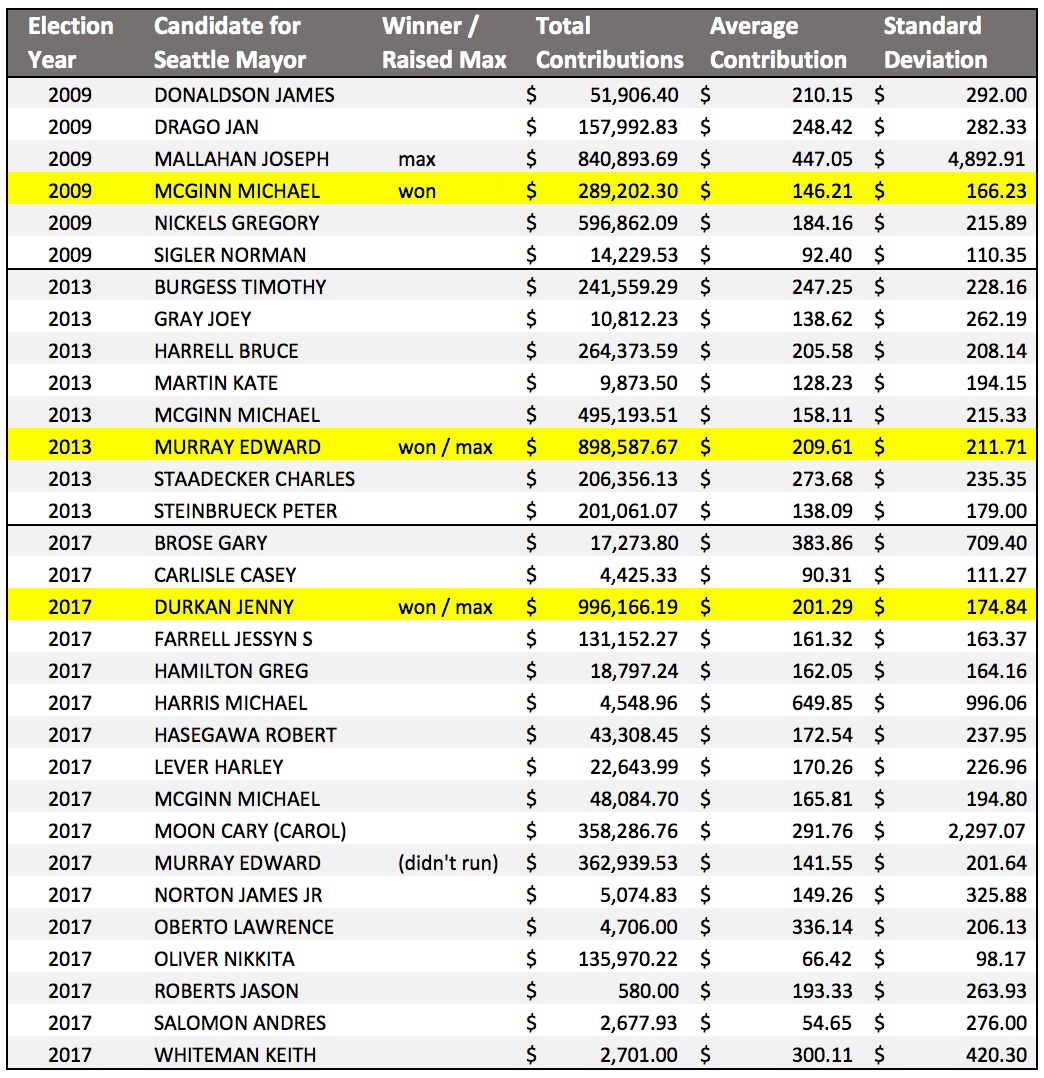 Election Year Candidate for Seattle Mayor Winner / Raised Max Total Contributions Average Contribution Standard Deviation
2009 DONALDSON JAMES $ 51,906.40 $ 210.15 $ 292.00
2009 DRAGO JAN $ 157,992.83 $ 248.42 $ 282.33
2009 MALLAHAN JOSEPH max $ 840,893.69 $ 447.05 $ 4,892.91
2009 MCGINN MICHAEL won $ 289,202.30 $ 146.21 $ 166.23
2009 NICKELS GREGORY $ 596,862.09 $ 184.16 $ 215.89
2009 SIGLER NORMAN $ 14,229.53 $ 92.40 $ 110.35
2013 BURGESS TIMOTHY $ 241,559.29 $ 247.25 $ 228.16
2013 GRAY JOEY $ 10,812.23 $ 138.62 $ 262.19
2013 HARRELL BRUCE $ 264,373.59 $ 205.58 $ 208.14
2013 MARTIN KATE $ 9,873.50 $ 128.23 $ 194.15
2013 MCGINN MICHAEL $ 495,193.51 $ 158.11 $ 215.33
2013 MURRAY EDWARD won / max $ 898,587.67 $ 209.61 $ 211.71
2013 STAADECKER CHARLES $ 206,356.13 $ 273.68 $ 235.35
2013 STEINBRUECK PETER $ 201,061.07 $ 138.09 $ 179.00
2017 BROSE GARY $ 17,273.80 $ 383.86 $ 709.40
2017 CARLISLE CASEY $ 4,425.33 $ 90.31 $ 111.27
2017 DURKAN JENNY won / max $ 996,166.19 $ 201.29 $ 174.84
2017 FARRELL JESSYN S $ 131,152.27 $ 161.32 $ 163.37
2017 HAMILTON GREG $ 18,797.24 $ 162.05 $ 164.16
2017 HARRIS MICHAEL $ 4,548.96 $ 649.85 $ 996.06
2017 HASEGAWA ROBERT $ 43,308.45 $ 172.54 $ 237.95
2017 LEVER HARLEY $ 22,643.99 $ 170.26 $ 226.96
2017 MCGINN MICHAEL $ 48,084.70 $ 165.81 $ 194.80
2017 MOON CARY (CAROL) $ 358,286.76 $ 291.76 $ 2,297.07
2017 MURRAY EDWARD (didn't run) $ 362,939.53 $ 141.55 $ 201.64
2017 NORTON JAMES JR $ 5,074.83 $ 149.26 $ 325.88
2017 OBERTO LAWRENCE $ 4,706.00 $ 336.14 $ 206.13
2017 OLIVER NIKKITA $ 135,970.22 $ 66.42 $ 98.17
2017 ROBERTS JASON $ 580.00 $ 193.33 $ 263.93
2017 SALOMON ANDRES $ 2,677.93 $ 54.65 $ 276.00
2017 WHITEMAN KEITH $ 2,701.00 $ 300.11 $ 420.30